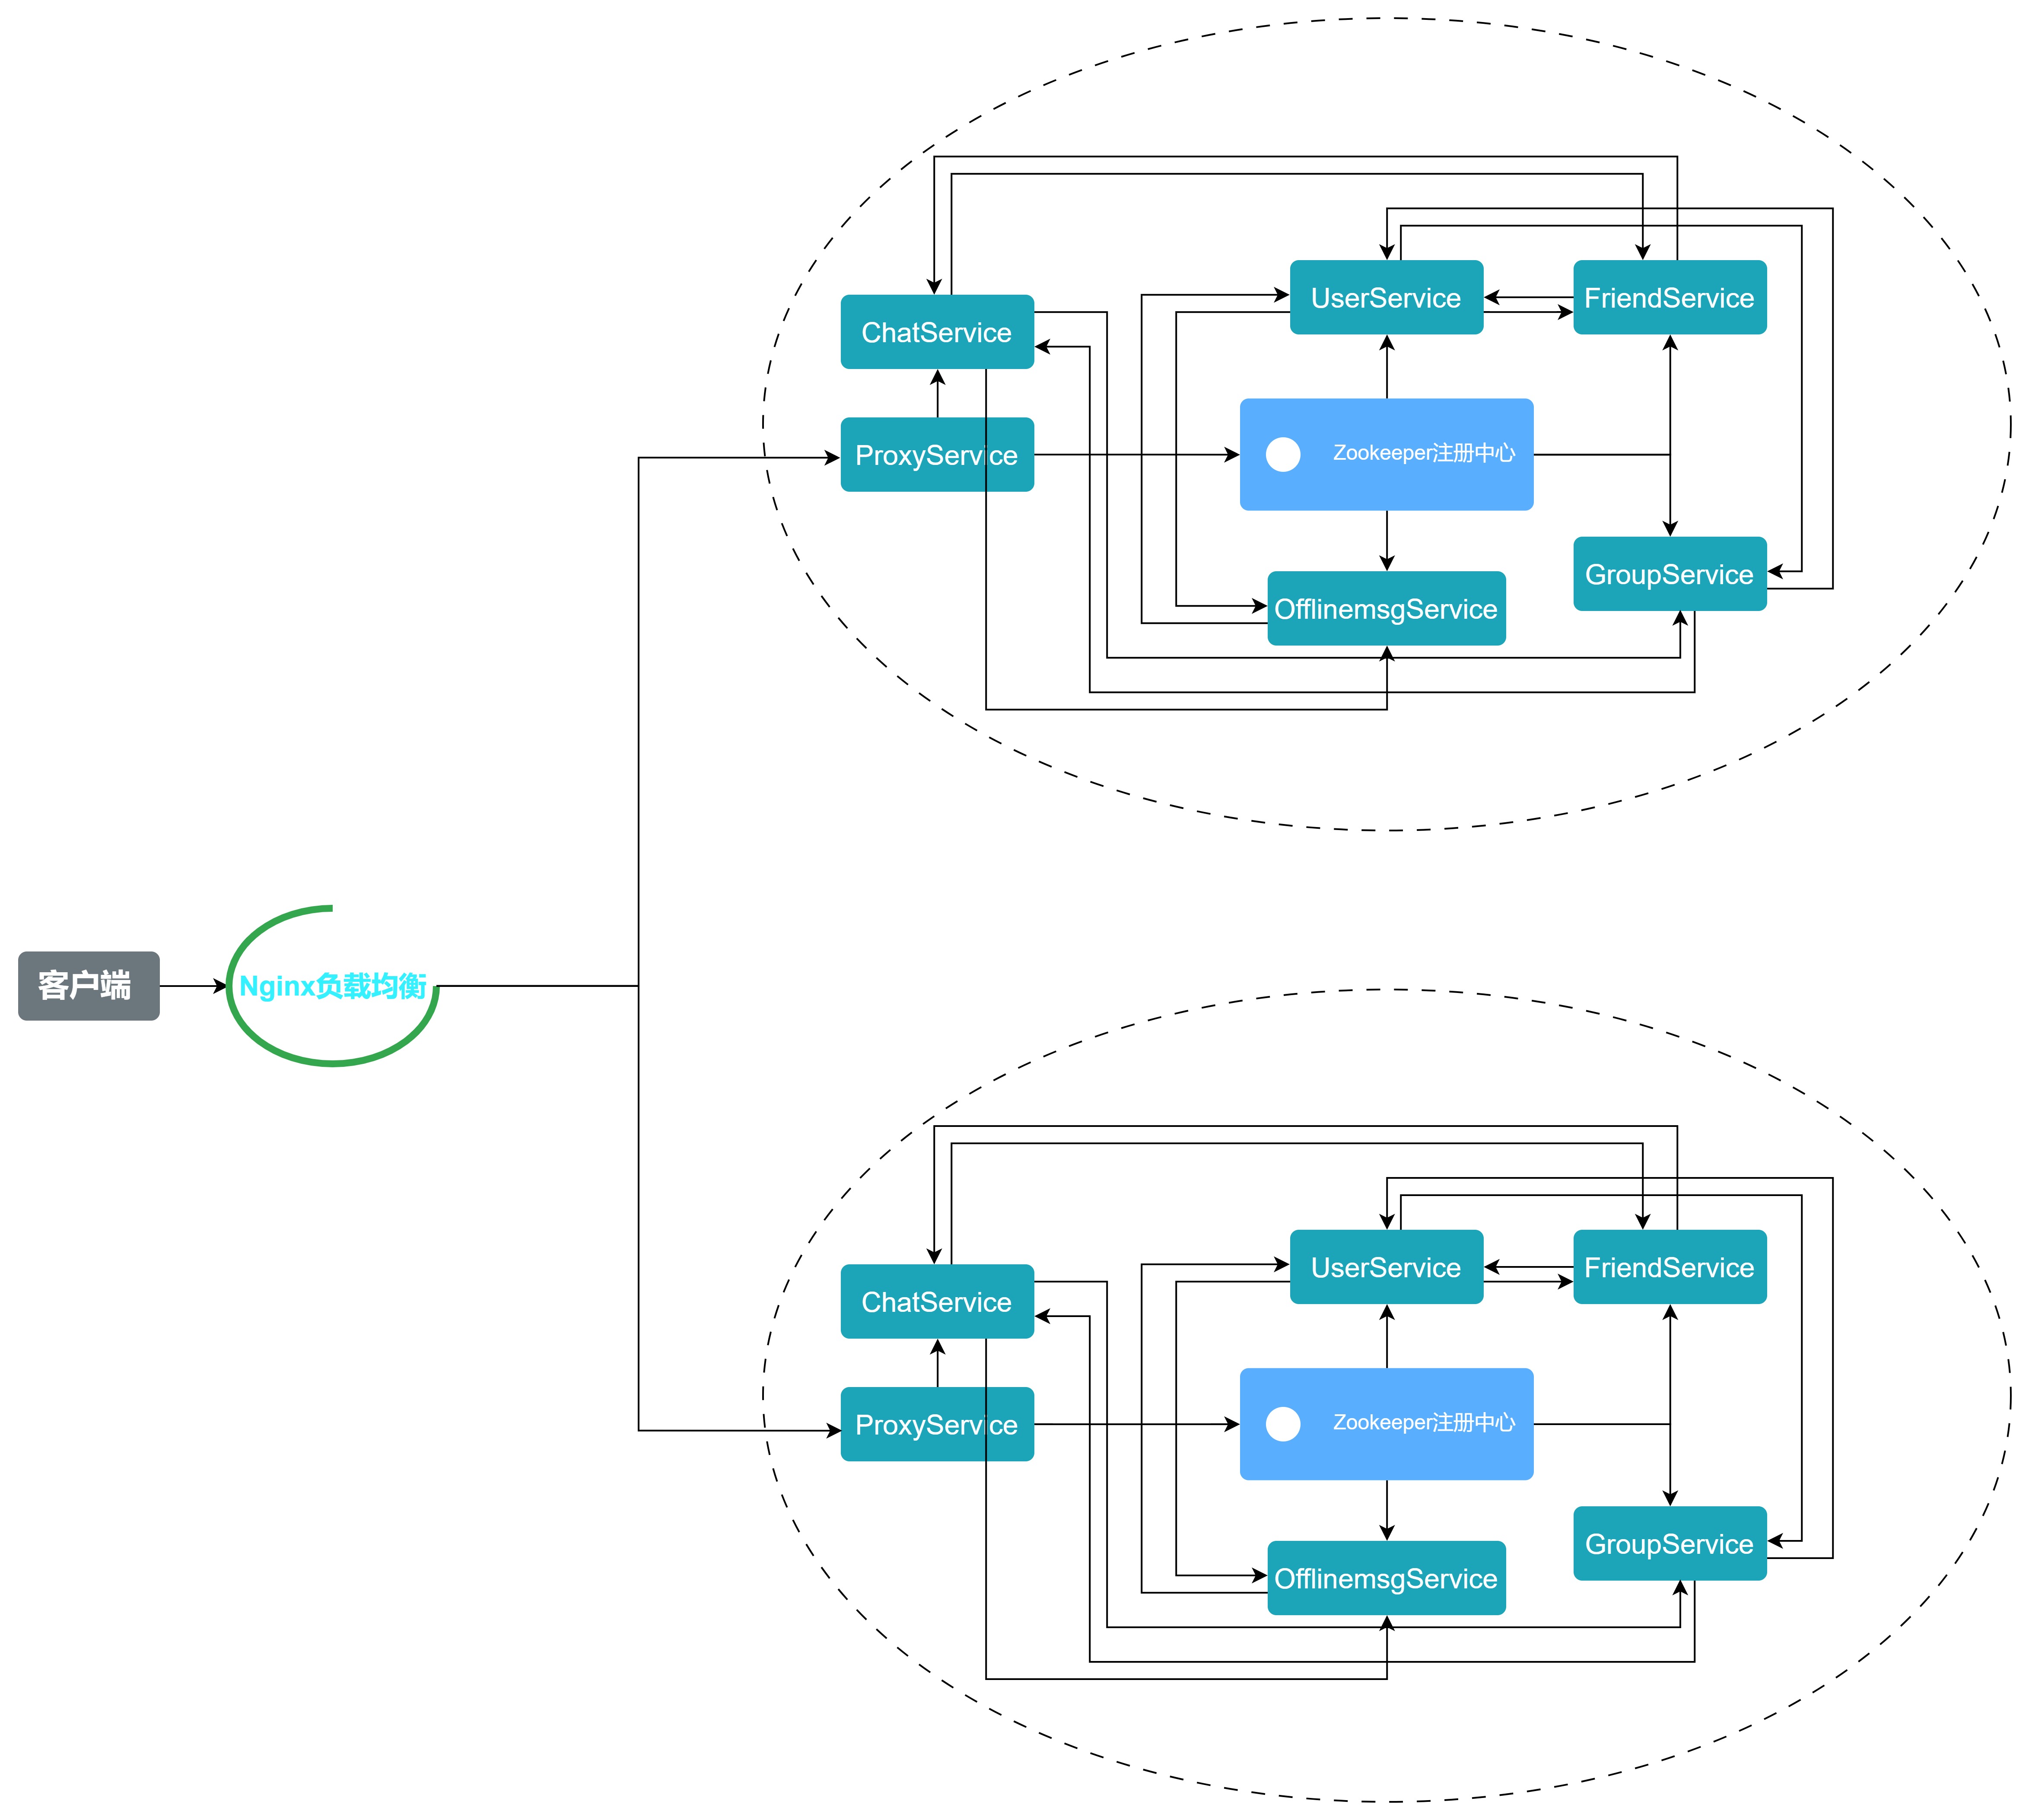 UserService
FriendService
ChatService
ProxyService
Zookeeper注册中心
GroupService
OfflinemsgService
客户端
Nginx负载均衡
UserService
FriendService
ChatService
ProxyService
Zookeeper注册中心
GroupService
OfflinemsgService